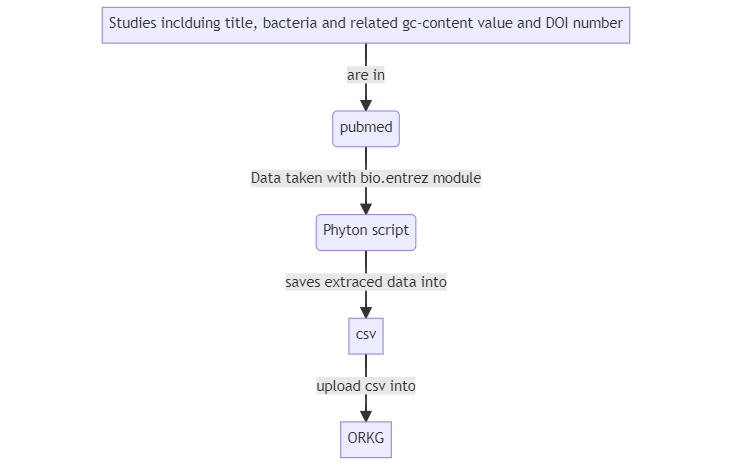 Studies inclduing title, bacteria and related gc-content value and DOI number
are in
pubmed
Data taken with bio.entrez module
Phyton script
saves extraced data into
csv
upload csv into
ORKG